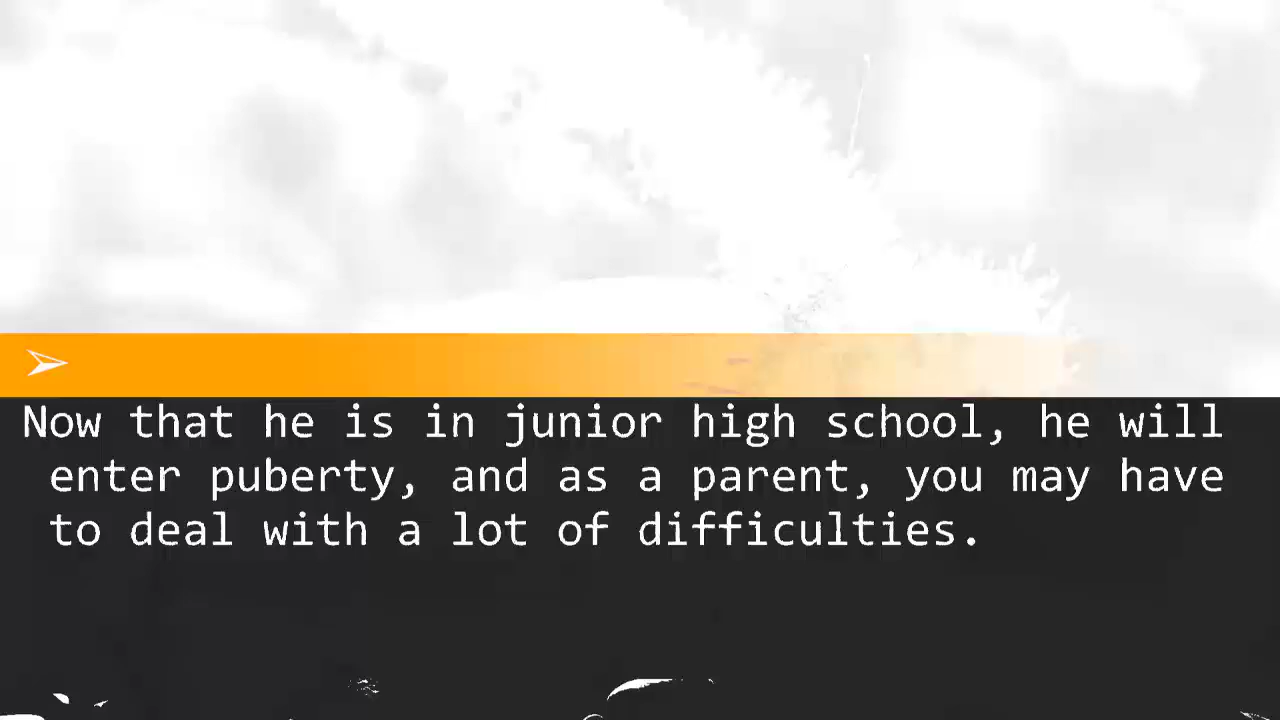 Now that he is in junior high school, he will
enter puberty, and as a parent, you may have
to deal with a lot of difficulties.